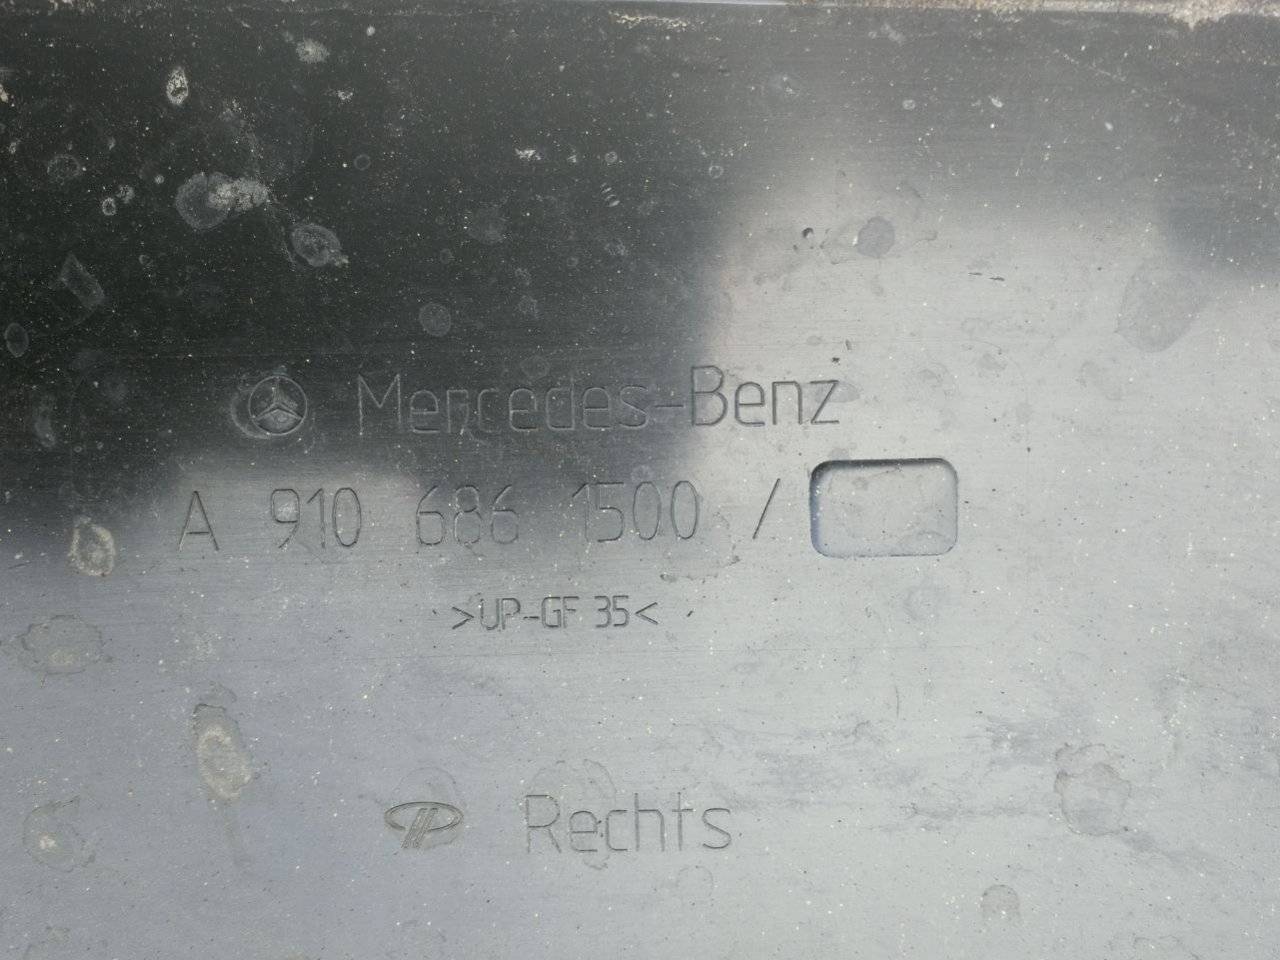 Mercedes-Benz
A 910 686 1500 /
>UP-GF 35<
Rechts